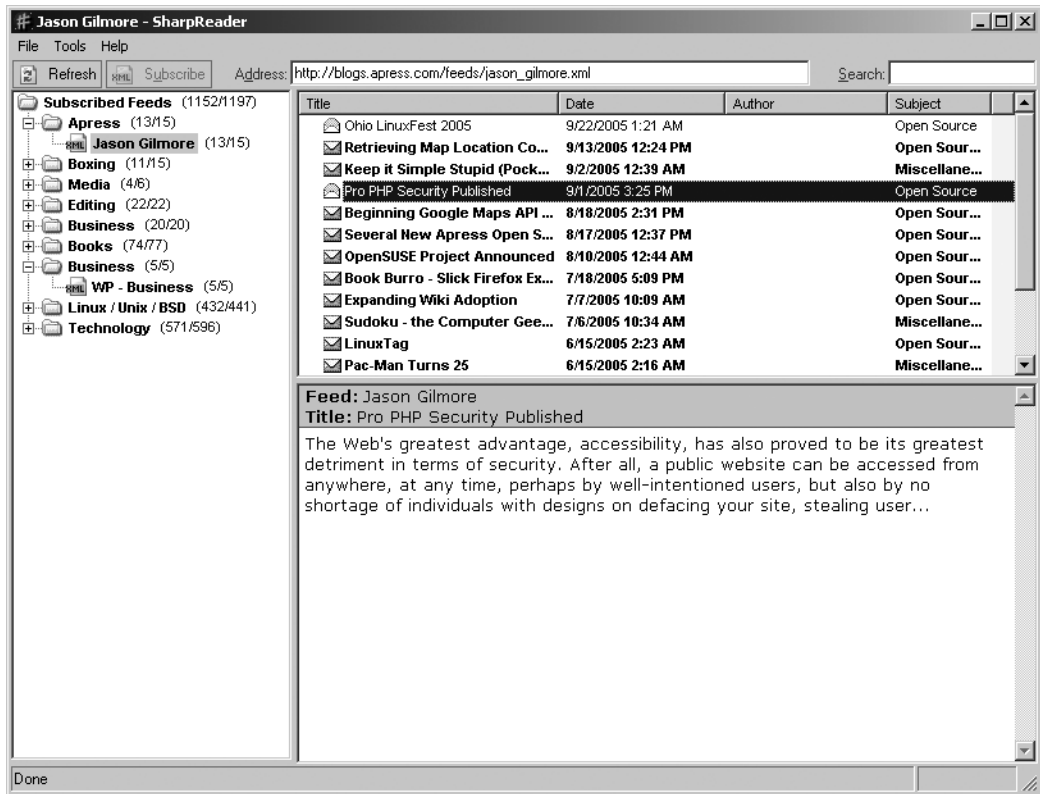 Jason Gilmore - SharpReader
File Tools Help
Refresh XML Subscribe Address: http://blogs.apress.com/feeds/jason_gilmore.xml Search:
Subscribed Feeds (1152/1197)
Apress (13/15)
XML Jason Gilmore (13/15)
Boxing (11/15)
Media (4/6)
Editing (22/22)
Business (20/20)
Books (74/77)
Business (5/5)
XML WP - Business (5/5)
Linux / Unix / BSD (432/441)
Technology (571/596)
Title Date Author Subject
Ohio LinuxFest 2005 9/22/2005 1:21 AM Open Source
Retrieving Map Location Co... 9/13/2005 12:24 PM Open Sour...
Keep it Simple Stupid (Pock... 9/2/2005 12:39 AM Miscellane...
Pro PHP Security Published 9/1/2005 3:25 PM Open Source
Beginning Google Maps API ... 8/18/2005 2:31 PM Open Sour...
Several New Apress Open S... 8/17/2005 12:37 PM Open Sour...
OpenSUSE Project Announced 8/10/2005 12:44 AM Open Sour...
Book Burro - Slick Firefox Ex... 7/18/2005 5:09 PM Open Sour...
Expanding Wiki Adoption 7/7/2005 10:09 AM Open Sour...
Sudoku - the Computer Gee... 7/6/2005 10:34 AM Miscellane...
LinuxTag 6/15/2005 2:23 AM Open Sour...
Pac-Man Turns 25 6/15/2005 2:16 AM Miscellane...
Feed: Jason Gilmore
Title: Pro PHP Security Published
The Web's greatest advantage, accessibility, has also proved to be its greatest
detriment in terms of security. After all, a public website can be accessed from
anywhere, at any time, perhaps by well-intentioned users, but also by no
shortage of individuals with designs on defacing your site, stealing user...
Done